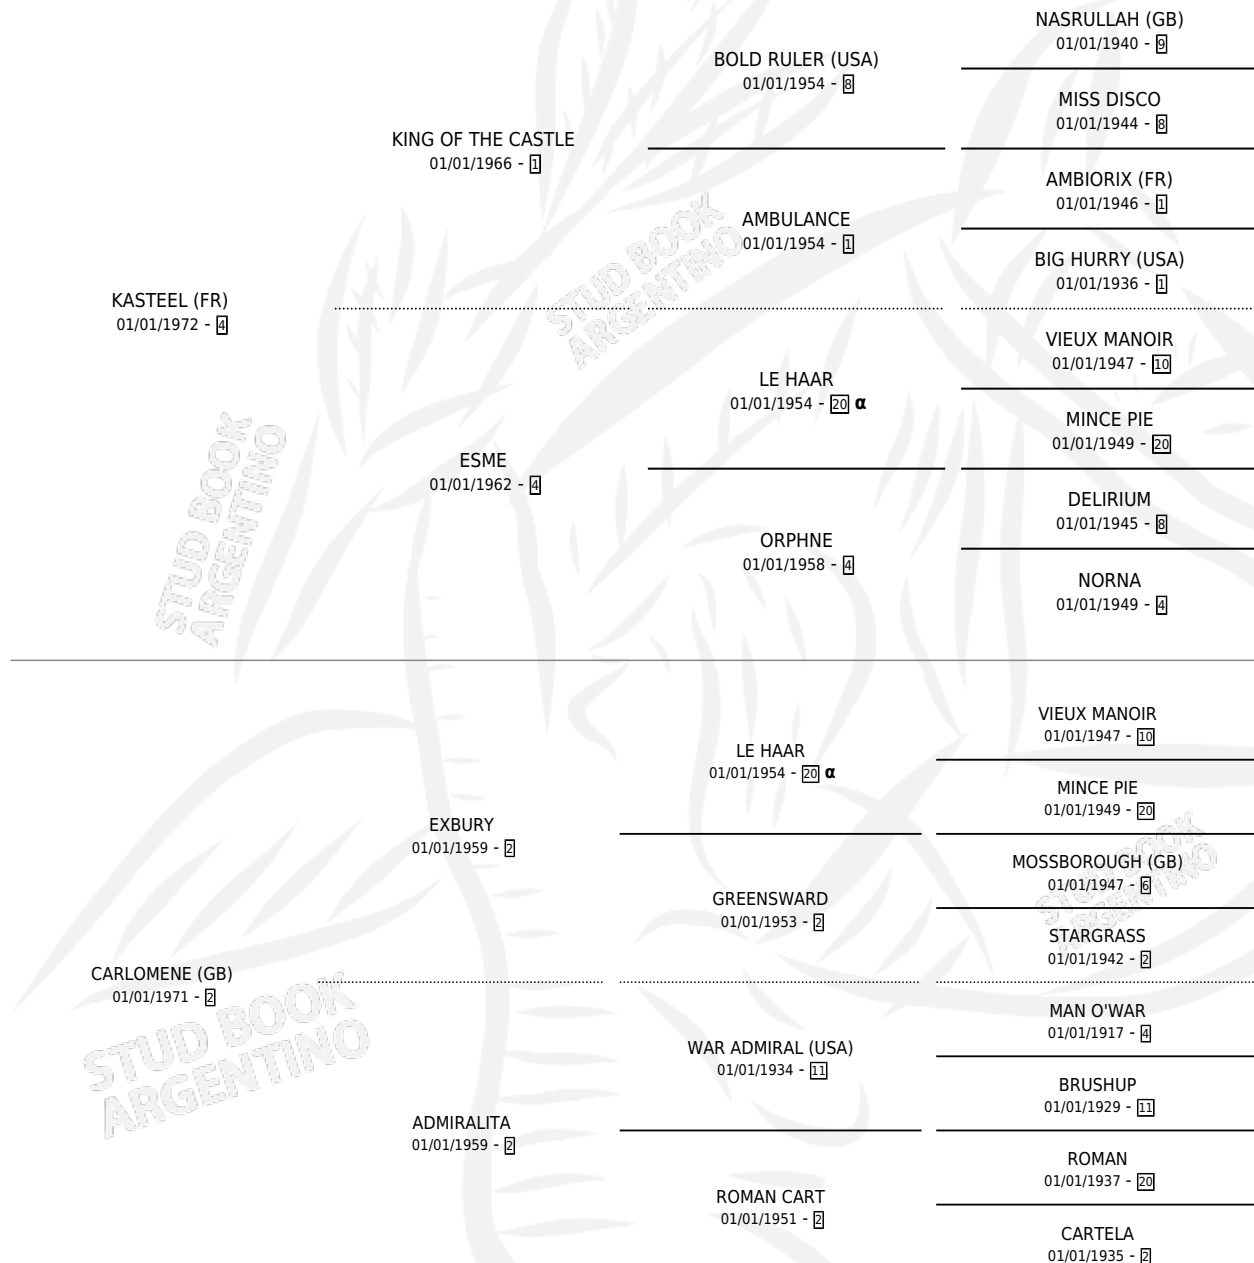 NASRULLAH (GB)
01/01/1940 - 9
BOLD RULER (USA)
01/01/1954 - 8
MISS DISCO
01/01/1944 - 8
KING OF THE CASTLE
01/01/1966 - 1
AMBIORIX (FR)
01/01/1946 - 1
AMBULANCE
01/01/1954 - 1
BIG HURRY (USA)
01/01/1936 - 1
KASTEEL (FR)
01/01/1972 - 4
VIEUX MANOIR
01/01/1947 - 10
LE HAAR
01/01/1954 - 20 α
MINCE PIE
01/01/1949 - 20
ESME
01/01/1962 - 4
DELIRIUM
01/01/1945 - 8
ORPHNE
01/01/1958 - 4
NORNA
01/01/1949 - 4
VIEUX MANOIR
01/01/1947 - 10
LE HAAR
01/01/1954 - 20 α
MINCE PIE
01/01/1949 - 20
EXBURY
01/01/1959 - 2
MOSSBOROUGH (GB)
01/01/1947 - 6
GREENSWARD
01/01/1953 - 2
STARGRASS
01/01/1942 - 2
CARLOMENE (GB)
01/01/1971 - 2
MAN O'WAR
01/01/1917 - 4
WAR ADMIRAL (USA)
01/01/1934 - 11
BRUSHUP
01/01/1929 - 11
ADMIRALITA
01/01/1959 - 2
ROMAN
01/01/1937 - 20
ROMAN CART
01/01/1951 - 2
CARTELA
01/01/1935 - 2
STUD BOOK
ARGENTINO
STUD BOOK
ARGENTINO
STUD BOOK
ARGENTINO
STUD BOOK
ARGENTINO